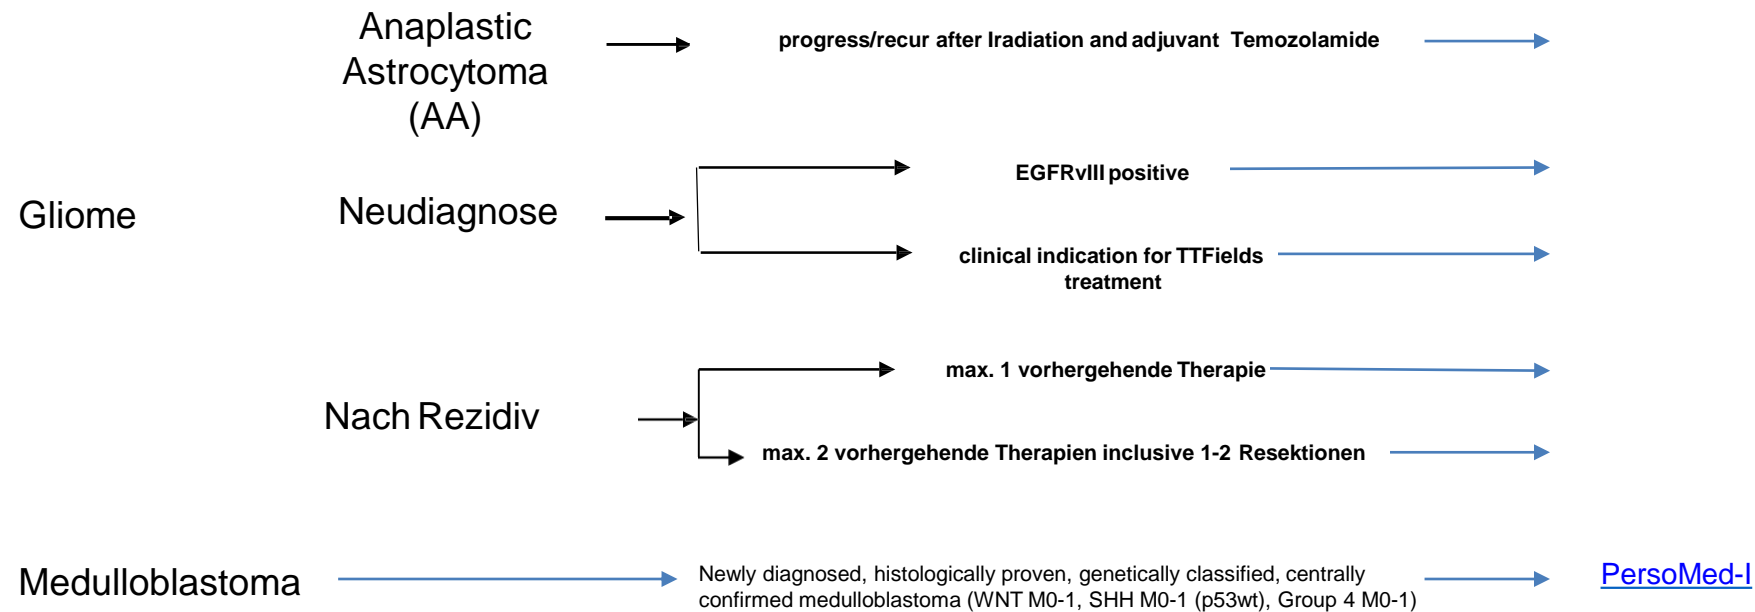 Anaplastic
Astrocytoma
(AA)
progress/recur after Iradiation and adjuvant Temozolamide
Gliome
Neudiagnose
EGFRvIII positive
clinical indication for TTFields
treatment
Nach Rezidiv
max. 1 vorhergehende Therapie
max. 2 vorhergehende Therapien inclusive 1-2 Resektionen
Medulloblastoma
Newly diagnosed, histologically proven, genetically classified, centrally
confirmed medulloblastoma (WNT M0-1, SHH M0-1 (p53wt), Group 4 M0-1)
PersoMed-I